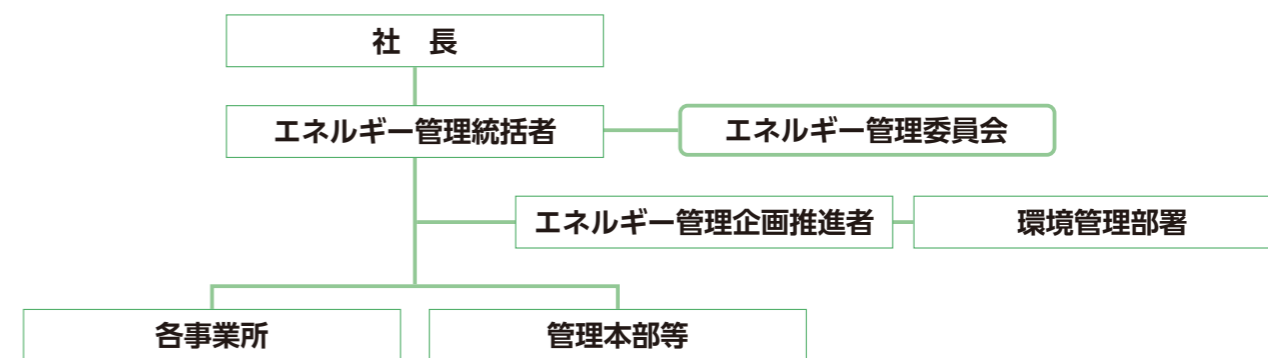 社　長
エネルギー管理統括者
エネルギー管理委員会
エネルギー管理企画推進者
環境管理部署
各事業所
管理本部等